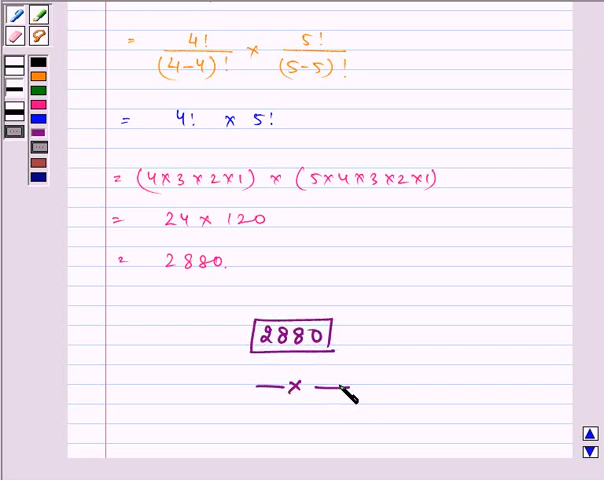 = 4! / (4-4)! × 5! / (5-5)!
= 4! × 5!
= (4×3×2×1) × (5×4×3×2×1)
= 24 × 120
= 2880.
2880
— × —